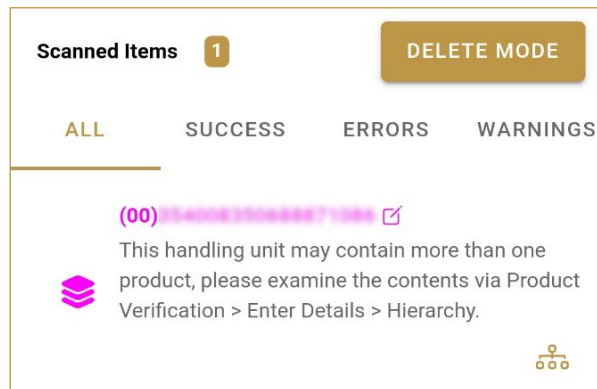 Scanned Items 1
DELETE MODE
ALL SUCCESS ERRORS WARNINGS
(00)
This handling unit may contain more than one
product, please examine the contents via Product
Verification > Enter Details > Hierarchy.